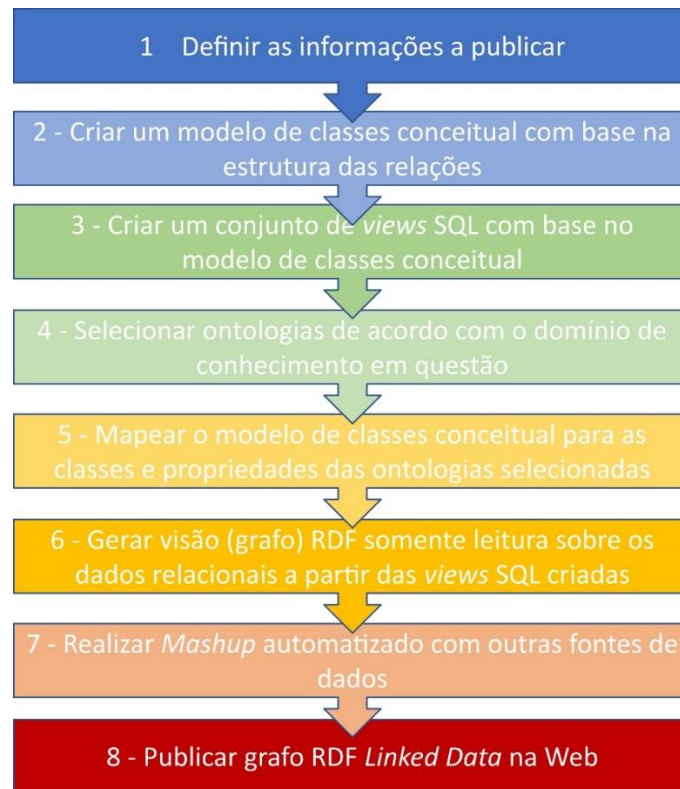 1 Definir as informações a publicar
2 - Criar um modelo de classes conceitual com base na
estrutura das relações
3 - Criar um conjunto de views SQL com base no
modelo de classes conceitual
4 - Selecionar ontologias de acordo com o domínio de
conhecimento em questão
5 - Mapear o modelo de classes conceitual para as
classes e propriedades das ontologias selecionadas
6 - Gerar visão (grafo) RDF somente leitura sobre os
dados relacionais a partir das views SQL criadas
7 - Realizar Mashup automatizado com outras fontes de
dados
8 - Publicar grafo RDF Linked Data na Web